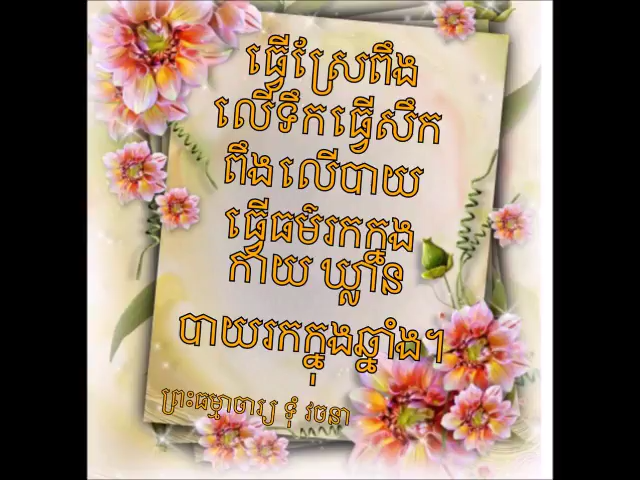 ធ្វើស្រែពឹង
លើទឹក ធ្វើសឹក
ពឹង លើបាយ
ធ្វើធម៌រកក្នុង
កាយ ឃ្លាន
បាយរកក្នុងឆ្នាំង។
ព្រះធម្មាចារ្យ ទុំ វចនា